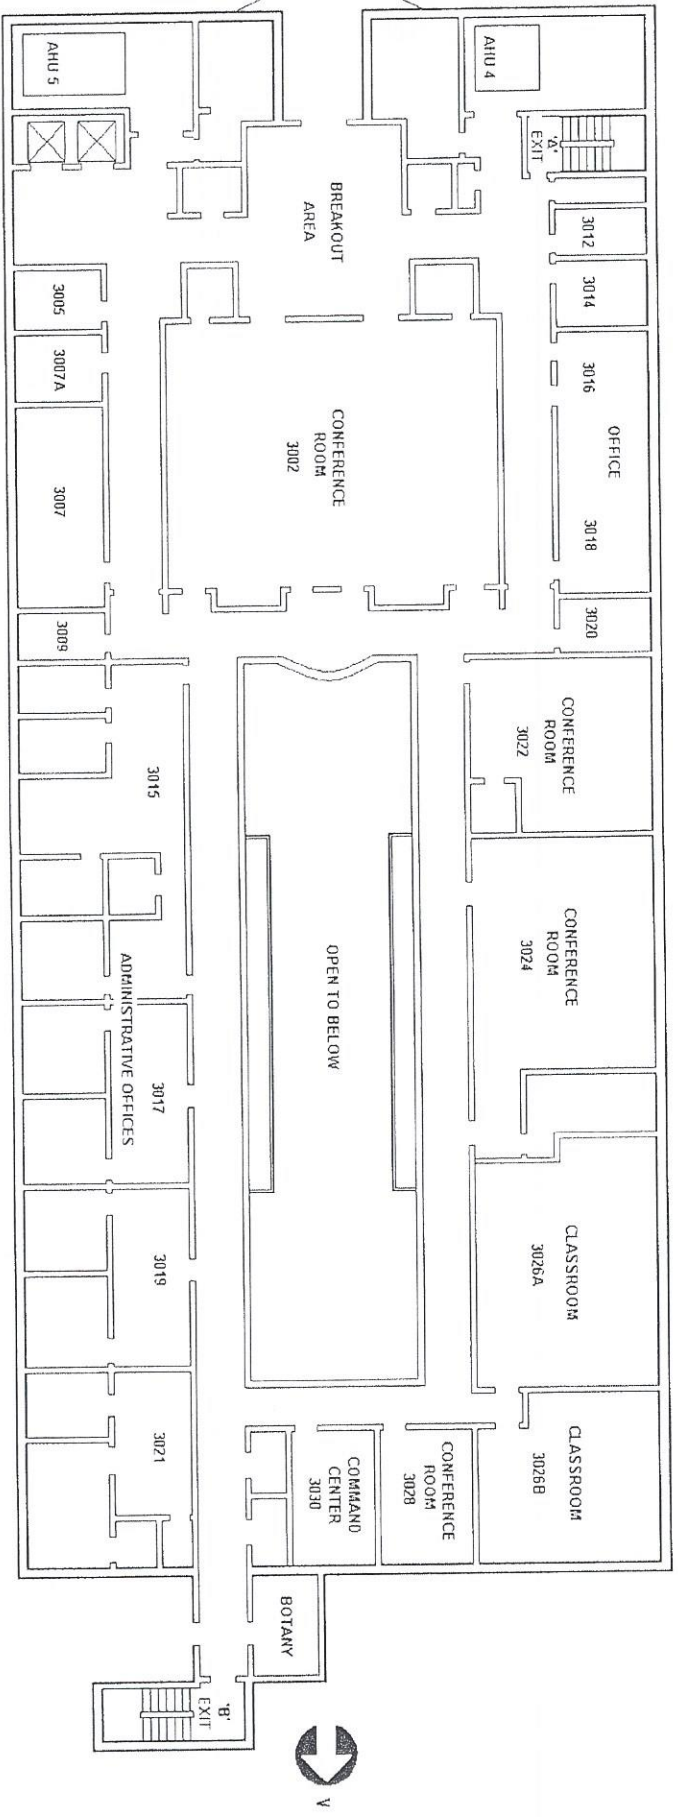 AHU 5
AHU 4
'A'
EXIT
BREAKOUT
AREA
3012
3014
3016
OFFICE
3018
3020
3005
3007A
3007
3009
CONFERENCE
ROOM
3002
CONFERENCE
ROOM
3022
CONFERENCE
ROOM
3024
CLASSROOM
3026A
CLASSROOM
3026B
OPEN TO BELOW
3015
ADMINISTRATIVE OFFICES
3017
3019
3021
CONFERENCE
ROOM
3028
COMMAND
CENTER
3030
BOTANY
'B'
EXIT